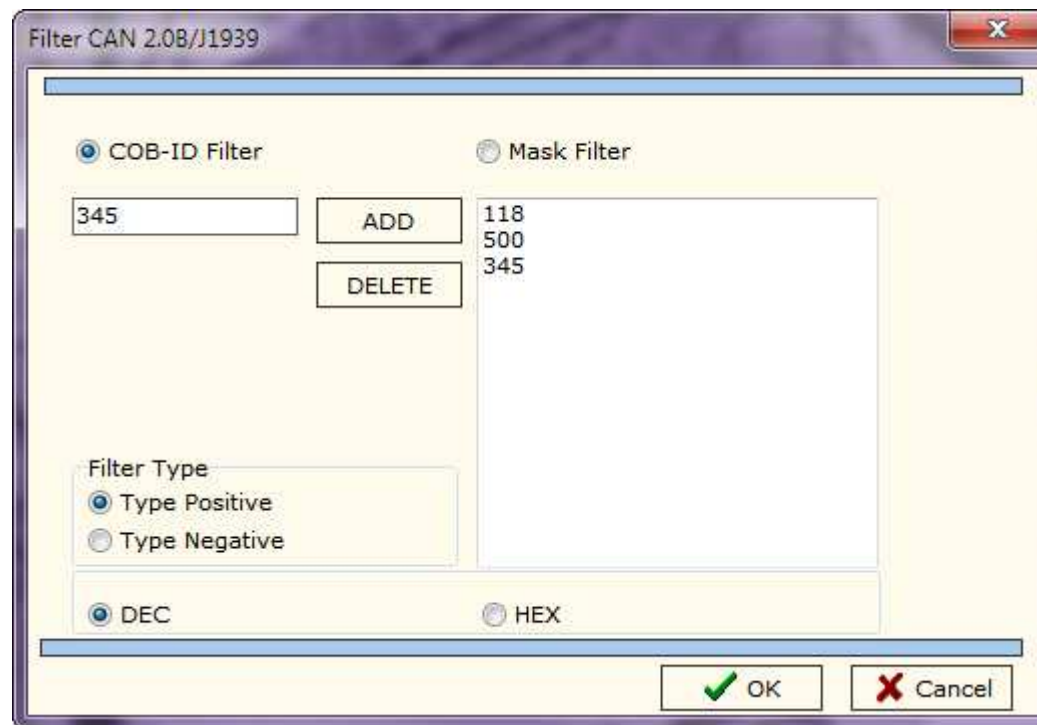 Filter CAN 2.0B/J1939
COB-ID Filter
Mask Filter
345
ADD
DELETE
118
500
345
Filter Type
Type Positive
Type Negative
DEC
HEX
OK
Cancel